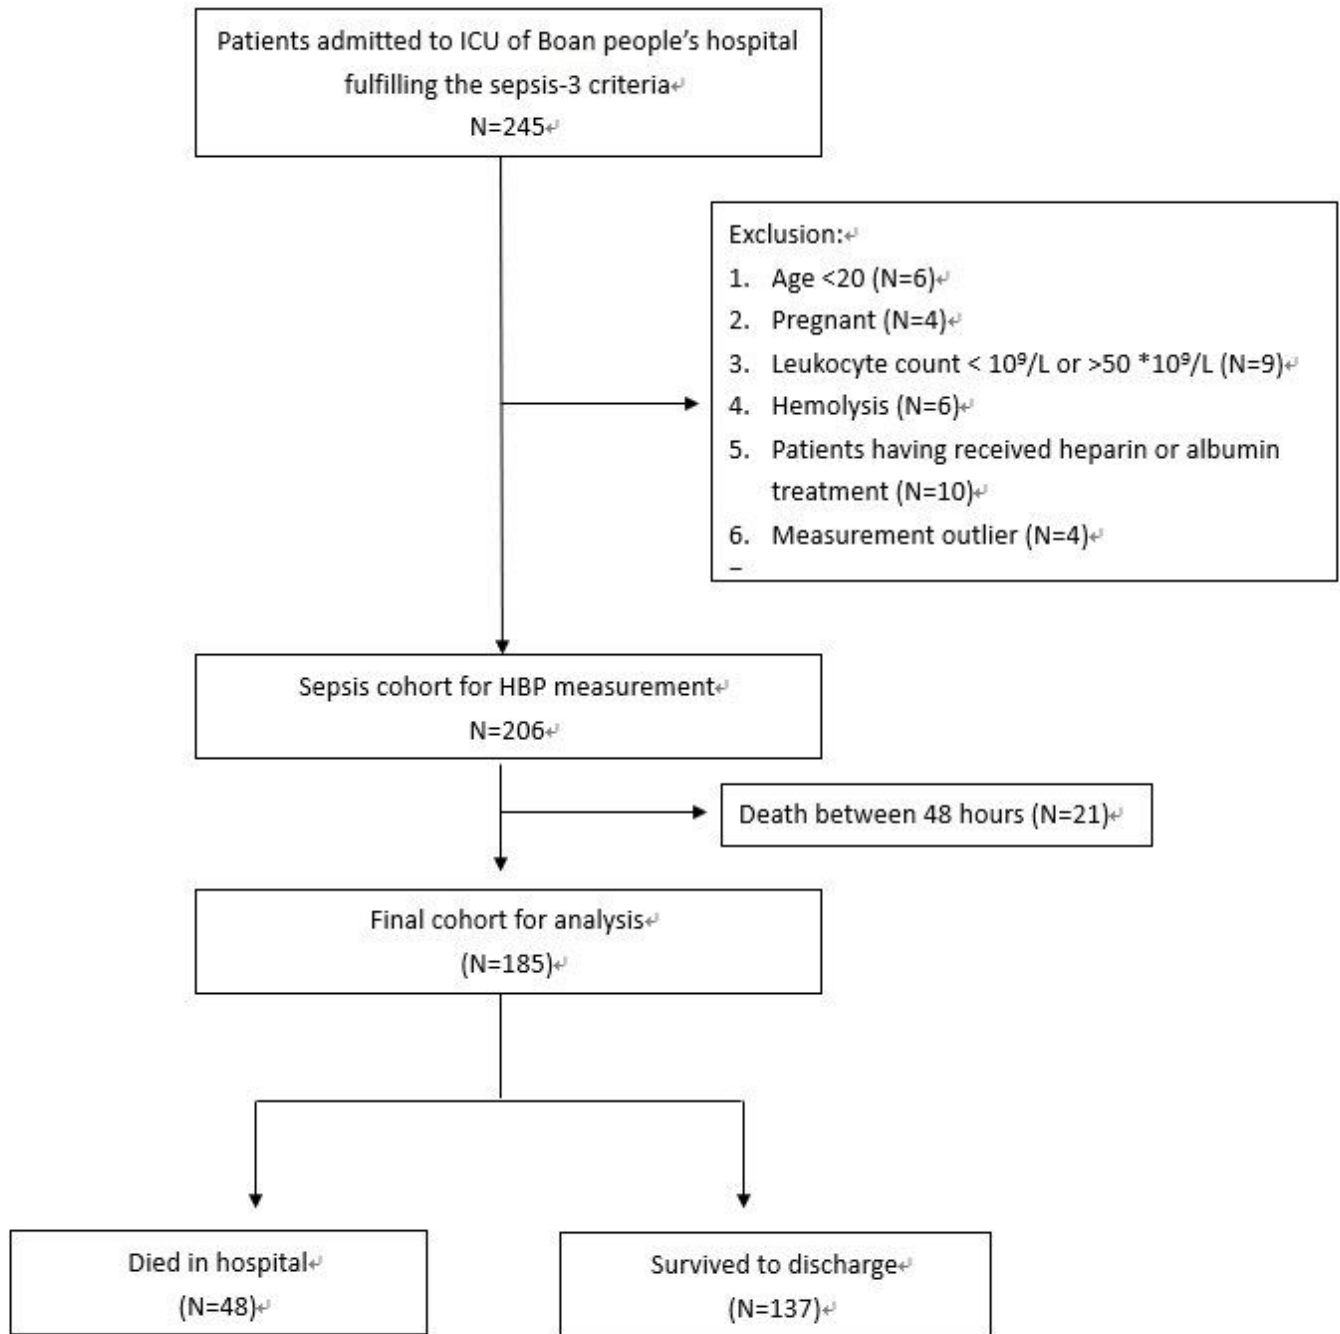 Patients admitted to ICU of Boan people's hospital
fulfilling the sepsis-3 criteria↵
N=245↵
Exclusion:↵
1. Age <20 (N=6)↵
2. Pregnant (N=4)↵
3. Leukocyte count < 10⁹/L or >50 *10⁹/L (N=9)↵
4. Hemolysis (N=6)↵
5. Patients having received heparin or albumin
treatment (N=10)↵
6. Measurement outlier (N=4)↵
–
Sepsis cohort for HBP measurement↵
N=206↵
Death between 48 hours (N=21)↵
Final cohort for analysis↵
(N=185)↵
Died in hospital↵
(N=48)↵
Survived to discharge↵
(N=137)↵